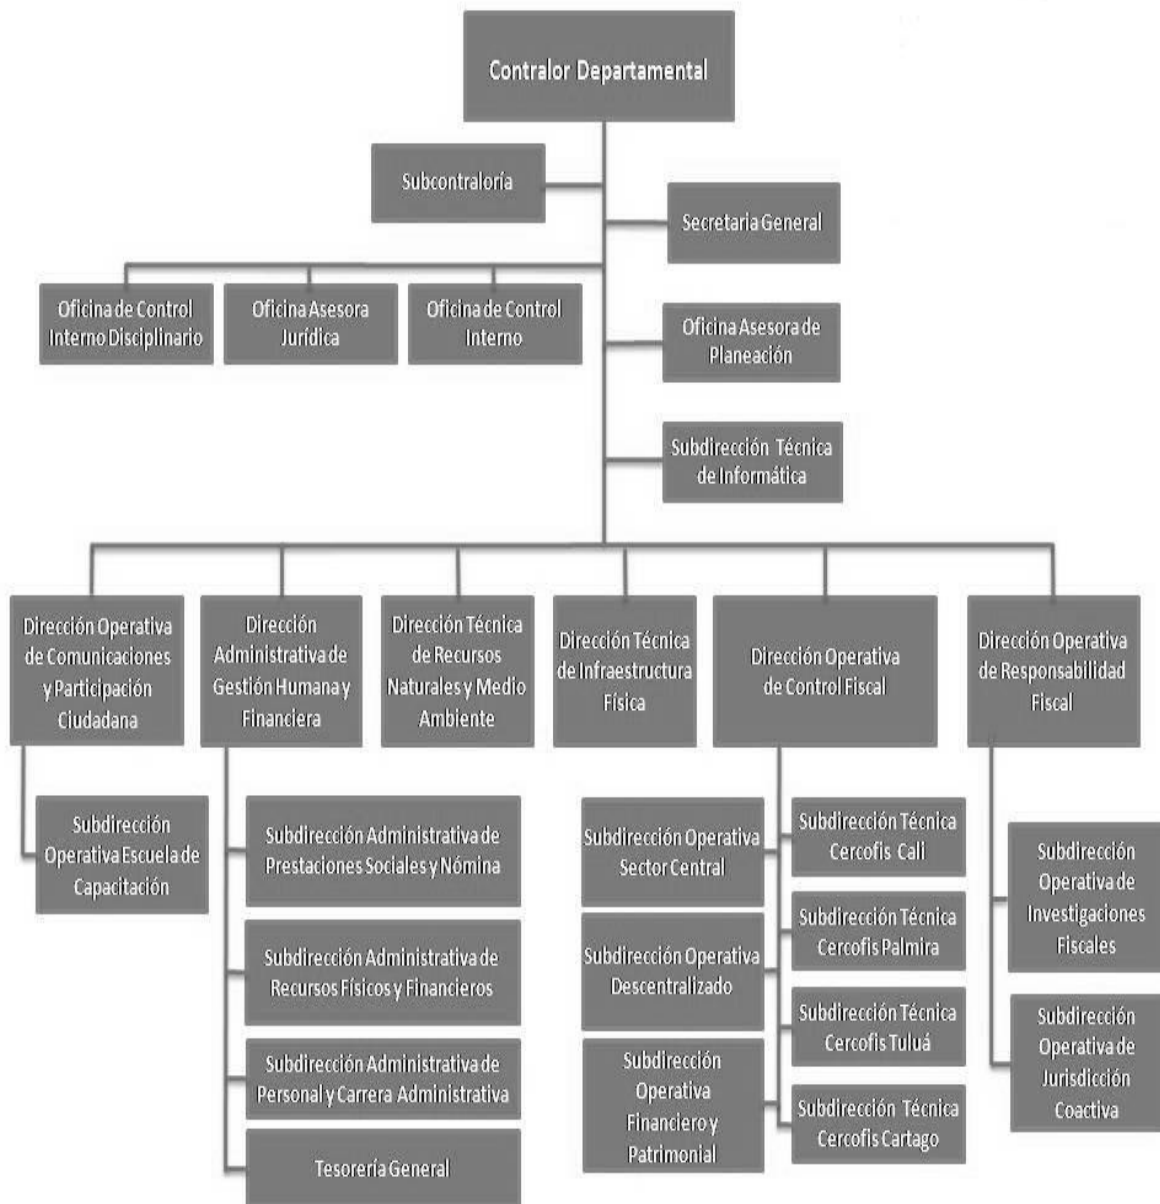 Contralor Departamental
Subcontraloría
Secretaria General
Oficina de Control
Interno Disciplinario
Oficina Asesora
Jurídica
Oficina de Control
Interno
Oficina Asesora de
Planeación
Subdirección Técnica
de Informática
Dirección Operativa
de Comunicaciones
y Participación
Ciudadana
Dirección
Administrativa de
Gestión Humana y
Financiera
Dirección Técnica
de Recursos
Naturales y Medio
Ambiente
Dirección Técnica
de Infraestructura
Física
Dirección Operativa
de Control Fiscal
Dirección Operativa
de Responsabilidad
Fiscal
Subdirección
Operativa Escuela de
Capacitación
Subdirección Administrativa de
Prestaciones Sociales y Nómina
Subdirección Administrativa de
Recursos Físicos y Financieros
Subdirección Administrativa de
Personal y Carrera Administrativa
Tesorería General
Subdirección Operativa
Sector Central
Subdirección Operativa
Descentralizado
Subdirección
Operativa
Financiero y
Patrimonial
Subdirección Técnica
Cercofis Cali
Subdirección Técnica
Cercofis Palmira
Subdirección Técnica
Cercofis Tuluá
Subdirección Técnica
Cercofis Cartago
Subdirección
Operativa de
Investigaciones
Fiscales
Subdirección
Operativa de
Jurisdicción
Coactiva